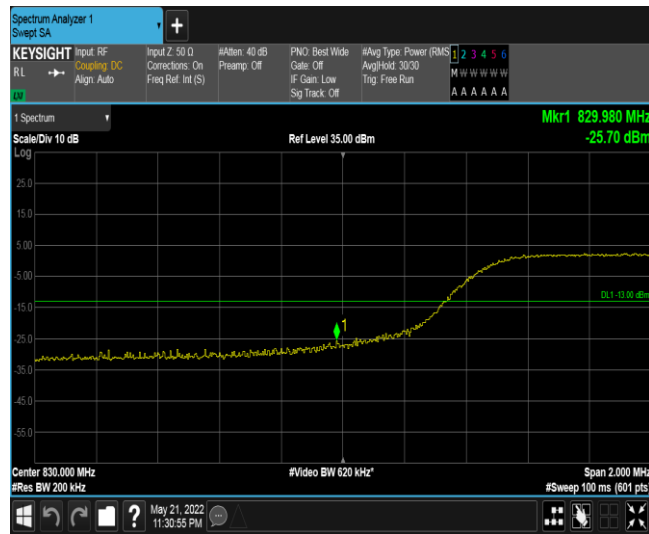 Spectrum Analyzer 1
Swept SA
+
KEYSIGHT Input: RF Input Z: 50 Ω #Atten: 40 dB PNO: Best Wide #Avg Type: Power (RMS 1 2 3 4 5 6
RL Coupling: DC Corrections: On Preamp: Off Gate: Off Avg|Hold: 30/30 M W W W W W
Align: Auto Freq Ref: Int (S) IF Gain: Low Trig: Free Run
Sig Track: Off A A A A A A
1 Spectrum Mkr1 829.980 MHz
Scale/Div 10 dB Ref Level 35.00 dBm -25.70 dBm
Log
25.0
15.0
5.00
-5.00
DL1 -13.00 dBm
-15.0
1
-25.0
-35.0
-45.0
-55.0
Center 830.000 MHz #Video BW 620 kHz* Span 2.000 MHz
#Res BW 200 kHz #Sweep 100 ms (601 pts
? May 21, 2022
11:30:55 PM